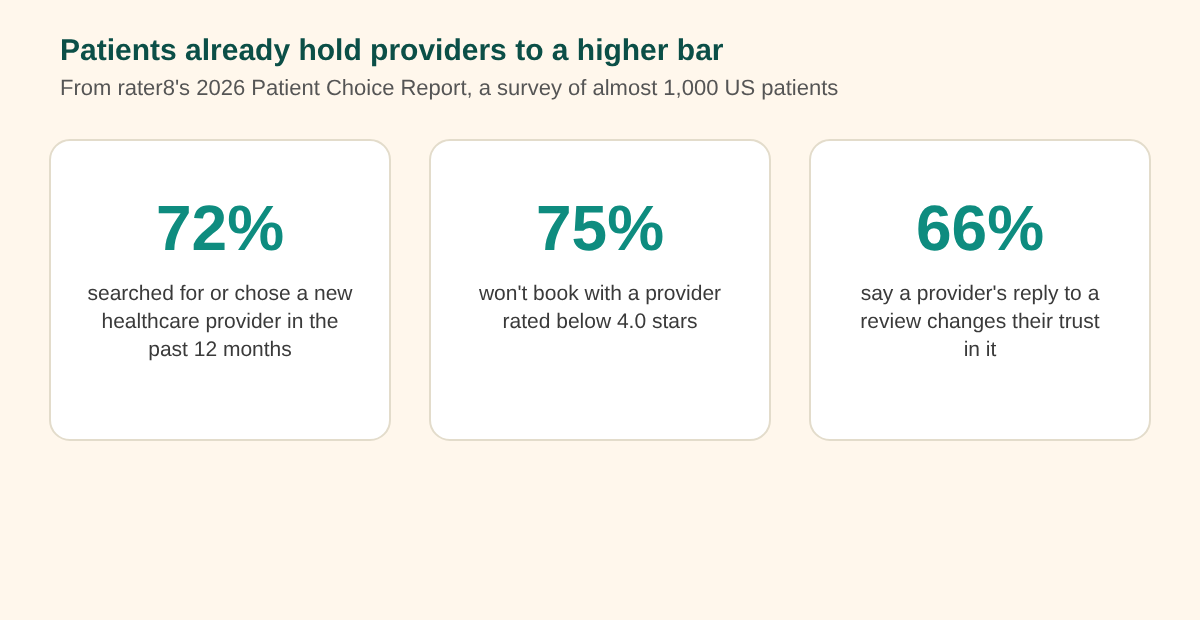 Patients already hold providers to a higher bar
From rater8's 2026 Patient Choice Report, a survey of almost 1,000 US patients
72%
searched for or chose a new
healthcare provider in the
past 12 months
75%
won't book with a provider
rated below 4.0 stars
66%
say a provider's reply to a
review changes their trust
in it